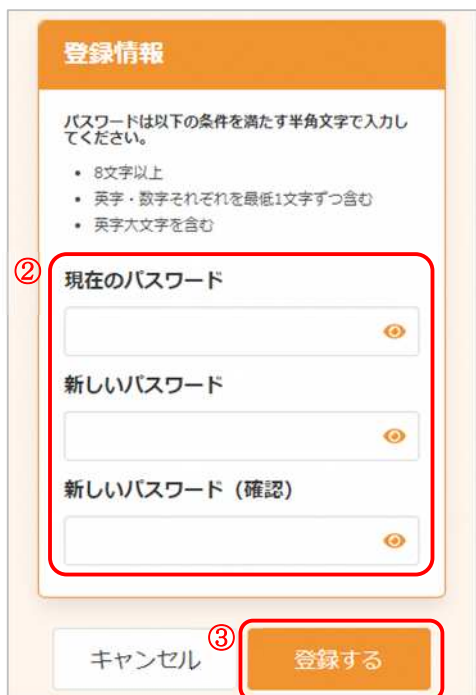 登録情報
パスワードは以下の条件を満たす半角文字で入力し
てください。
• 8文字以上
• 英字・数字それぞれを最低1文字ずつ含む
• 英字大文字を含む
②
現在のパスワード
新しいパスワード
新しいパスワード（確認）
③
キャンセル
登録する